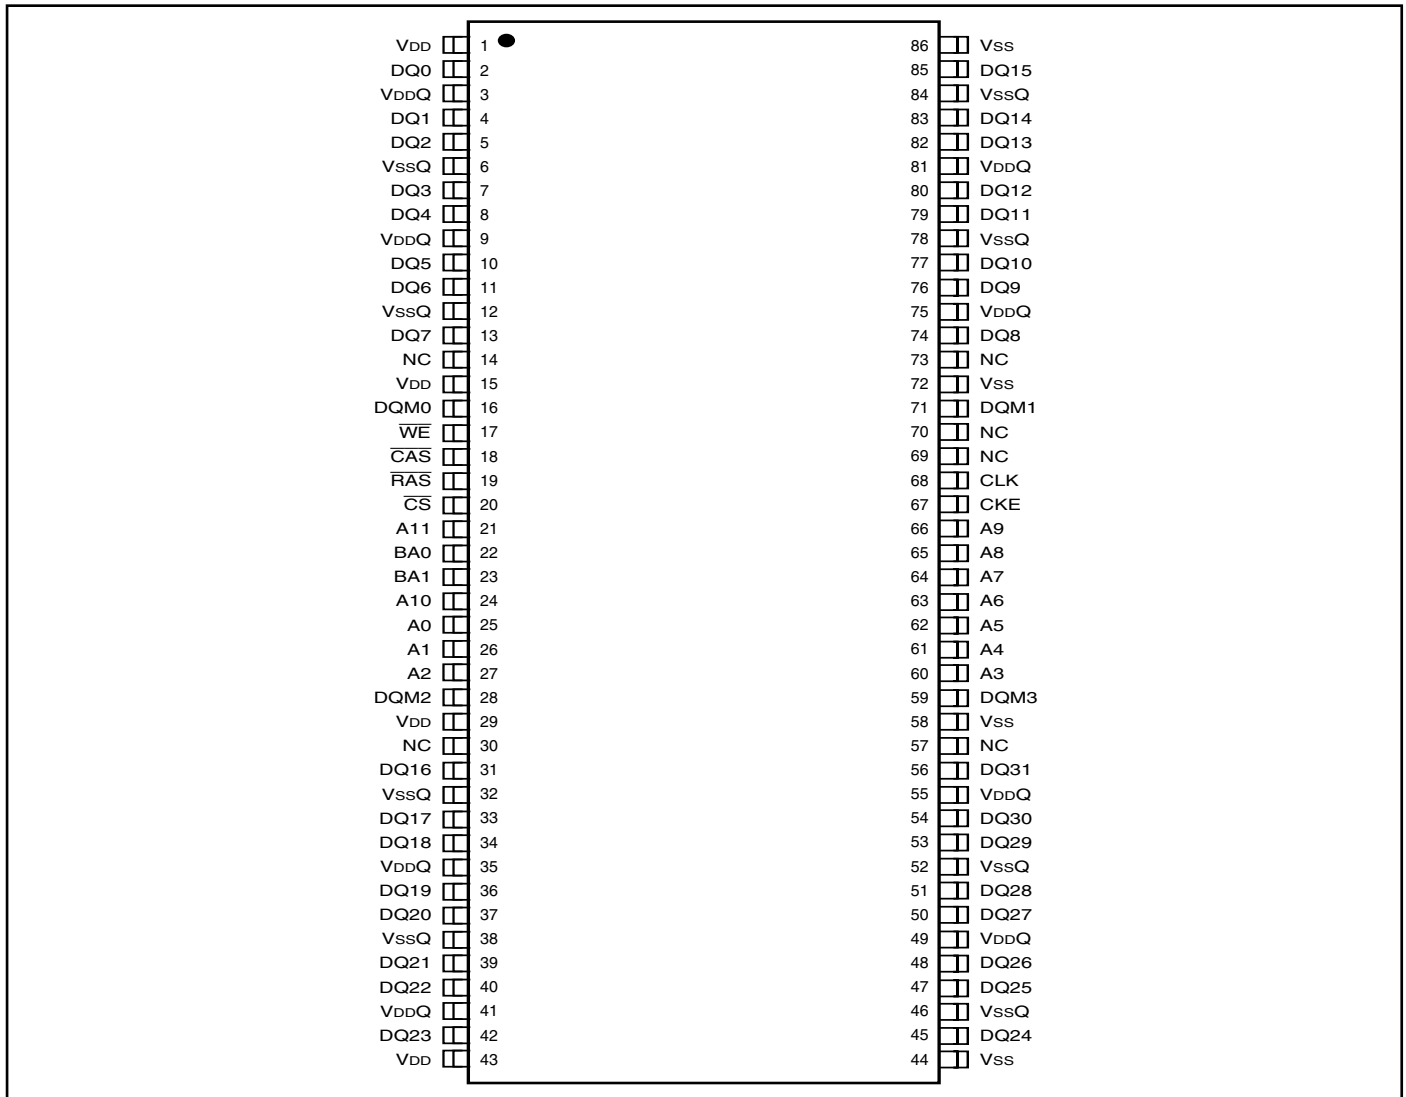 VDD 1 86 VSS
DQ0 2 85 DQ15
VDDQ 3 84 VSSQ
DQ1 4 83 DQ14
DQ2 5 82 DQ13
VSSQ 6 81 VDDQ
DQ3 7 80 DQ12
DQ4 8 79 DQ11
VDDQ 9 78 VSSQ
DQ5 10 77 DQ10
DQ6 11 76 DQ9
VSSQ 12 75 VDDQ
DQ7 13 74 DQ8
NC 14 73 NC
VDD 15 72 VSS
DQM0 16 71 DQM1
W̅E̅ 17 70 NC
C̅A̅S̅ 18 69 NC
R̅A̅S̅ 19 68 CLK
C̅S̅ 20 67 CKE
A11 21 66 A9
BA0 22 65 A8
BA1 23 64 A7
A10 24 63 A6
A0 25 62 A5
A1 26 61 A4
A2 27 60 A3
DQM2 28 59 DQM3
VDD 29 58 VSS
NC 30 57 NC
DQ16 31 56 DQ31
VSSQ 32 55 VDDQ
DQ17 33 54 DQ30
DQ18 34 53 DQ29
VDDQ 35 52 VSSQ
DQ19 36 51 DQ28
DQ20 37 50 DQ27
VSSQ 38 49 VDDQ
DQ21 39 48 DQ26
DQ22 40 47 DQ25
VDDQ 41 46 VSSQ
DQ23 42 45 DQ24
VDD 43 44 VSS